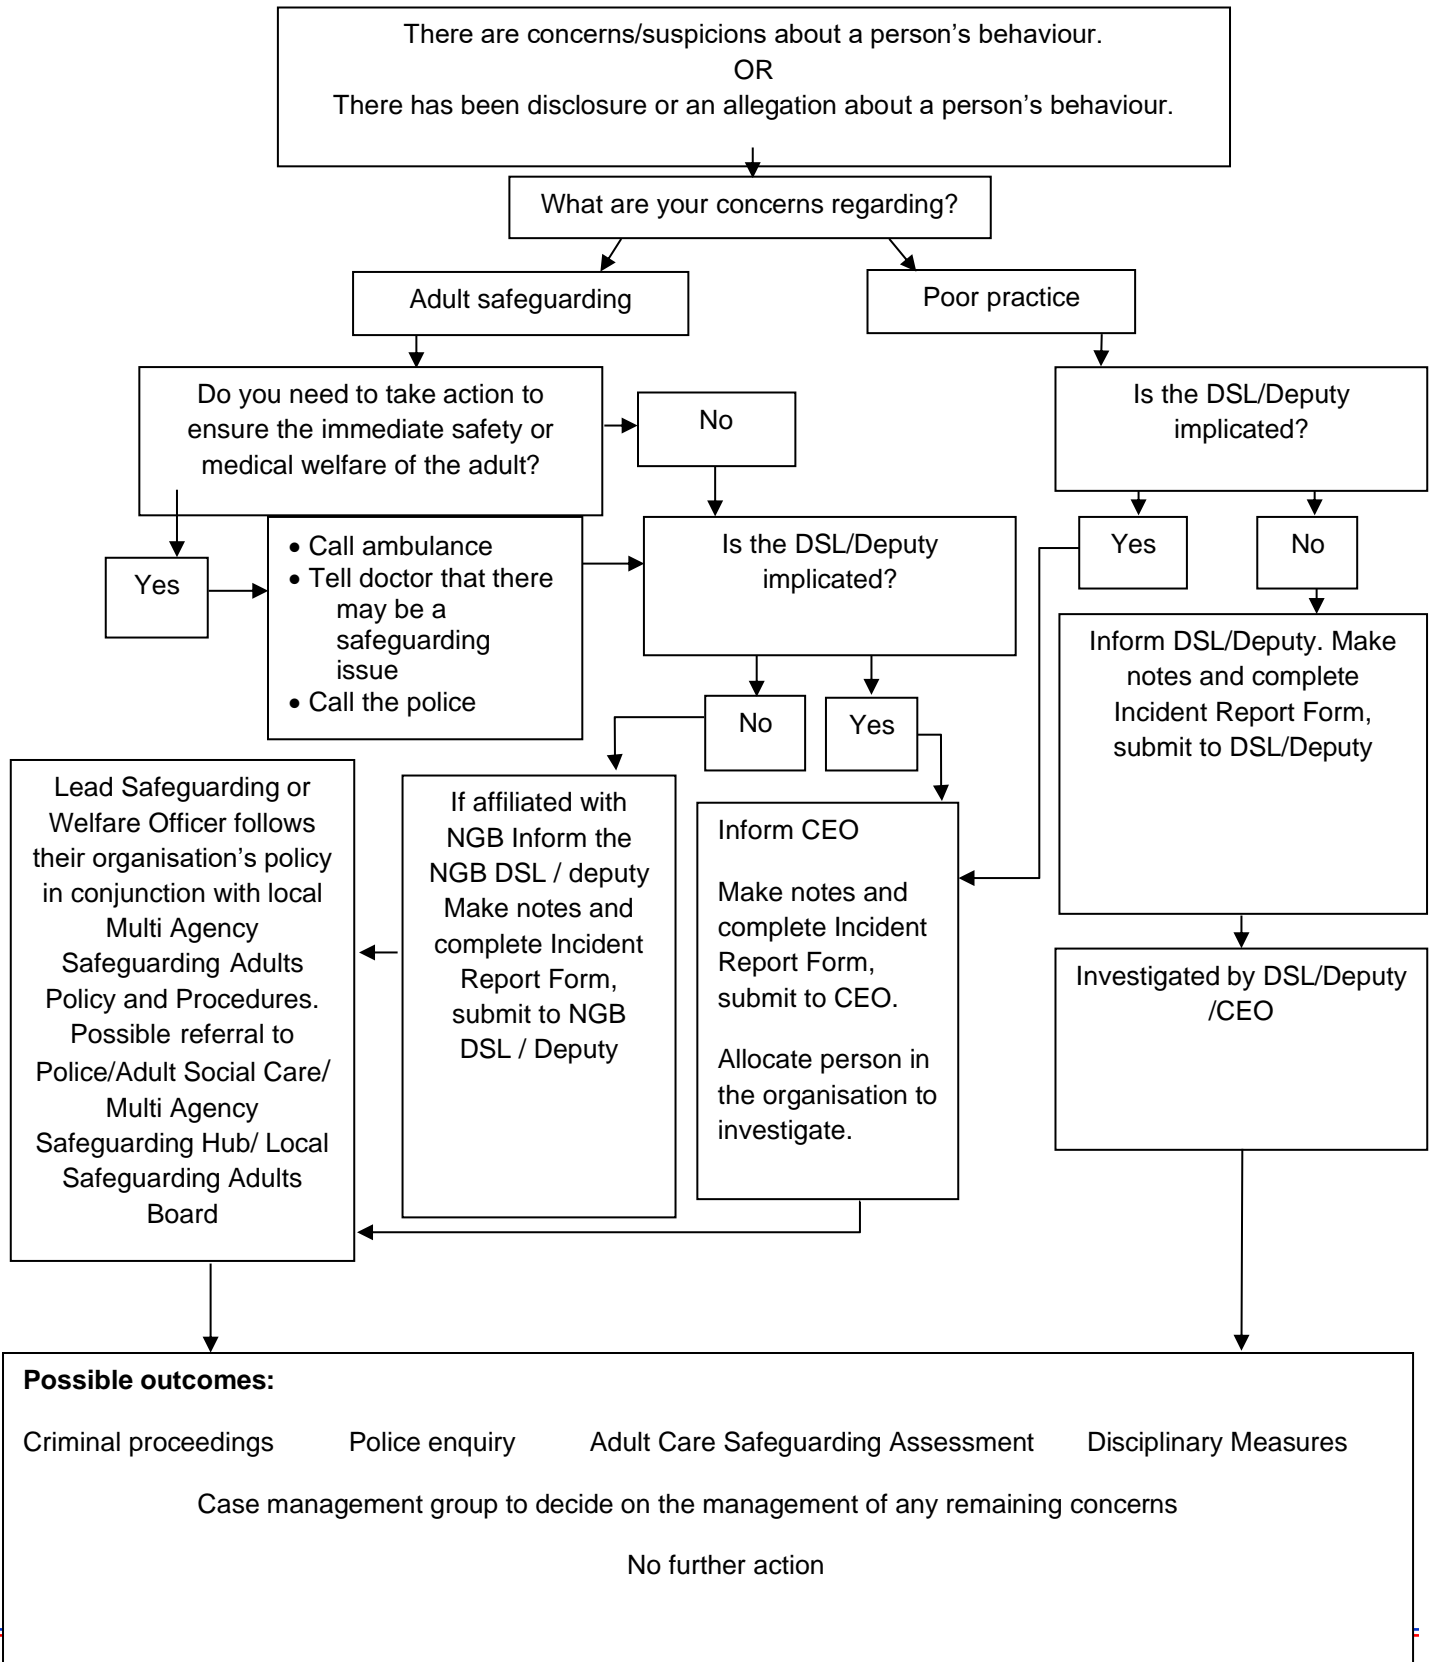 There are concerns/suspicions about a person’s behaviour.
OR
There has been disclosure or an allegation about a person’s behaviour.
What are your concerns regarding?
Adult safeguarding
Poor practice
Do you need to take action to
ensure the immediate safety or
medical welfare of the adult?
No
Is the DSL/Deputy
implicated?
Yes
• Call ambulance
• Tell doctor that there
may be a
safeguarding
issue
• Call the police
Is the DSL/Deputy
implicated?
Yes
No
No
Yes
Inform DSL/Deputy. Make
notes and complete
Incident Report Form,
submit to DSL/Deputy
Lead Safeguarding or
Welfare Officer follows
their organisation’s policy
in conjunction with local
Multi Agency
Safeguarding Adults
Policy and Procedures.
Possible referral to
Police/Adult Social Care/
Multi Agency
Safeguarding Hub/ Local
Safeguarding Adults
Board
If affiliated with
NGB Inform the
NGB DSL / deputy
Make notes and
complete Incident
Report Form,
submit to NGB
DSL / Deputy
Inform CEO
Make notes and
complete Incident
Report Form,
submit to CEO.
Allocate person in
the organisation to
investigate.
Investigated by DSL/Deputy
/CEO
Possible outcomes:
Criminal proceedings Police enquiry Adult Care Safeguarding Assessment Disciplinary Measures
Case management group to decide on the management of any remaining concerns
No further action